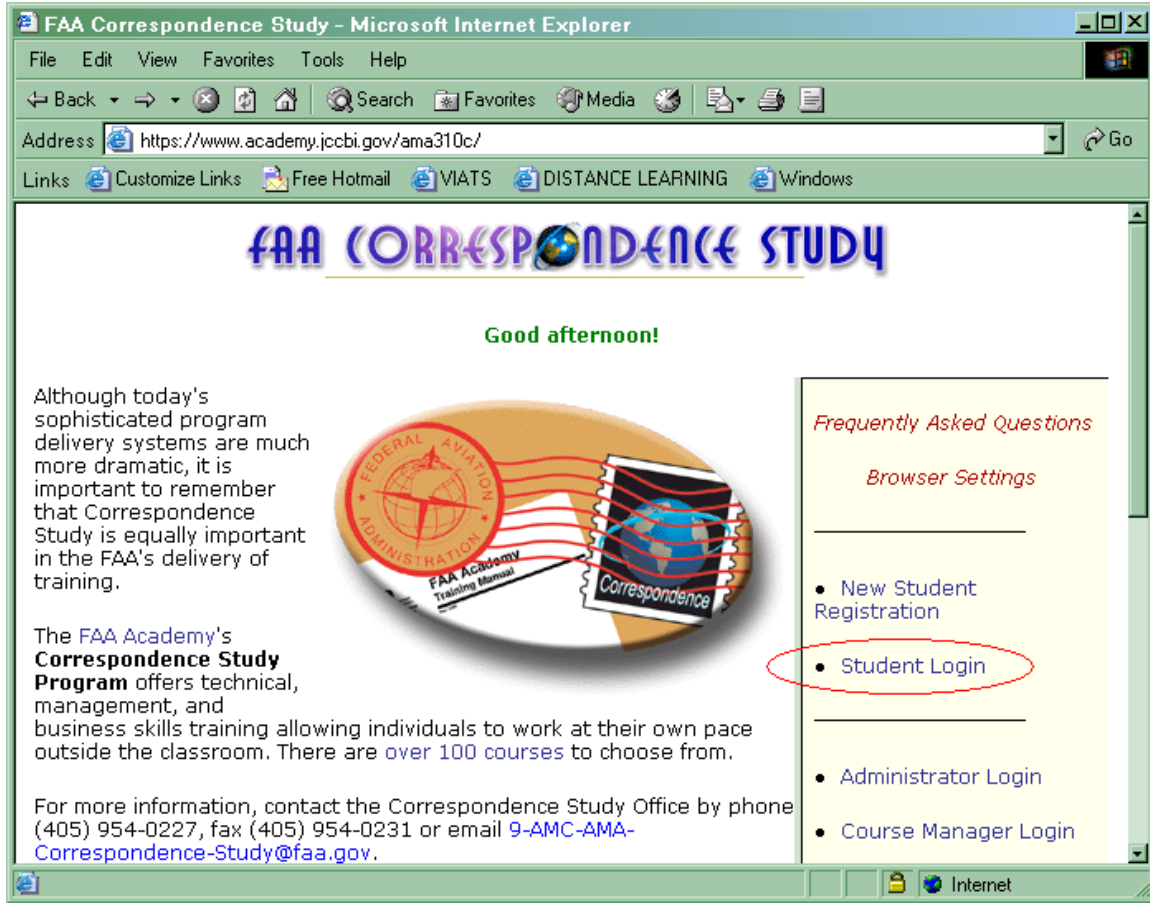 FAA Correspondence Study - Microsoft Internet Explorer
File Edit View Favorites Tools Help
Back Search Favorites Media
Address https://www.academy.jccbi.gov/ama310c/ Go
Links Customize Links Free Hotmail VIATS DISTANCE LEARNING Windows
FAA CORRESPONDENCE STUDY
Good afternoon!
Although today's
sophisticated program
delivery systems are much
more dramatic, it is
important to remember
that Correspondence
Study is equally important
in the FAA's delivery of
training.
The FAA Academy's
Correspondence Study
Program offers technical,
management, and
business skills training allowing individuals to work at their own pace
outside the classroom. There are over 100 courses to choose from.
For more information, contact the Correspondence Study Office by phone
(405) 954-0227, fax (405) 954-0231 or email 9-AMC-AMA-
Correspondence-Study@faa.gov.
FEDERAL AVIATION
ADMINISTRATION
FAA Academy
Training Manual
Correspondence
Frequently Asked Questions
Browser Settings
• New Student
Registration
• Student Login
• Administrator Login
• Course Manager Login
Internet